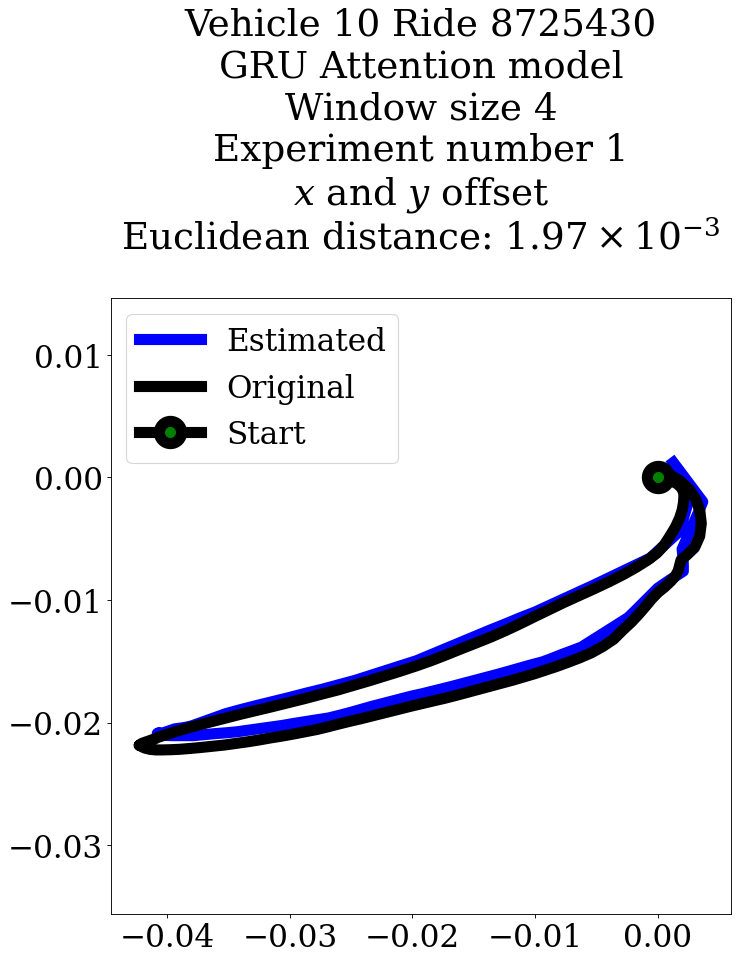 Vehicle 10 Ride 8725430
GRU Attention model
Window size 4
Experiment number 1
x and y offset
Euclidean distance: 1.97 × 10⁻³
Estimated
Original
Start
0.01
0.00
−0.01
−0.02
−0.03
−0.04 −0.03 −0.02 −0.01 0.00